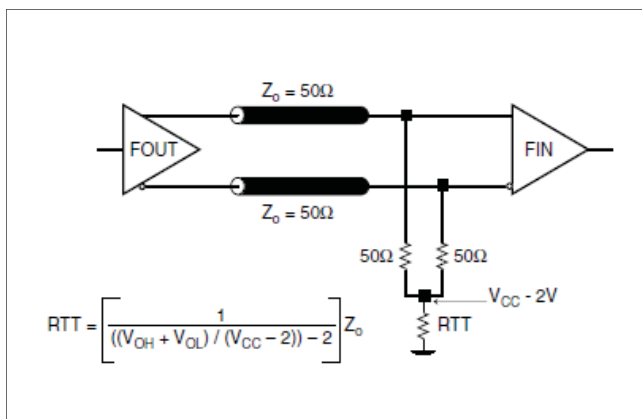 Zo = 50Ω
FOUT
FIN
Zo = 50Ω
50Ω
50Ω
VCC - 2V
RTT
RTT = [ 1 / ((VOH + VOL) / (VCC – 2)) – 2 ] Zo